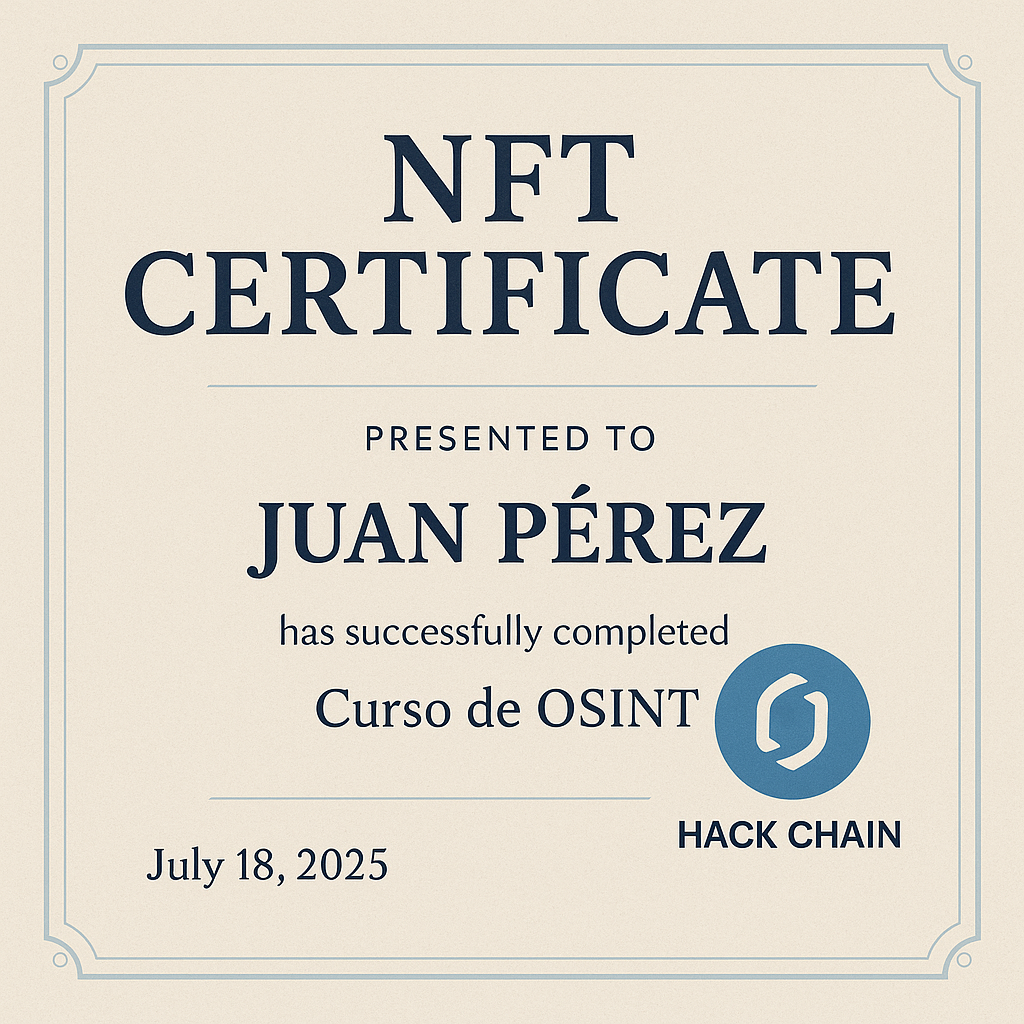 NFT
CERTIFICATE
PRESENTED TO
JUAN PÉREZ
has successfully completed
Curso de OSINT
HACK CHAIN
July 18, 2025